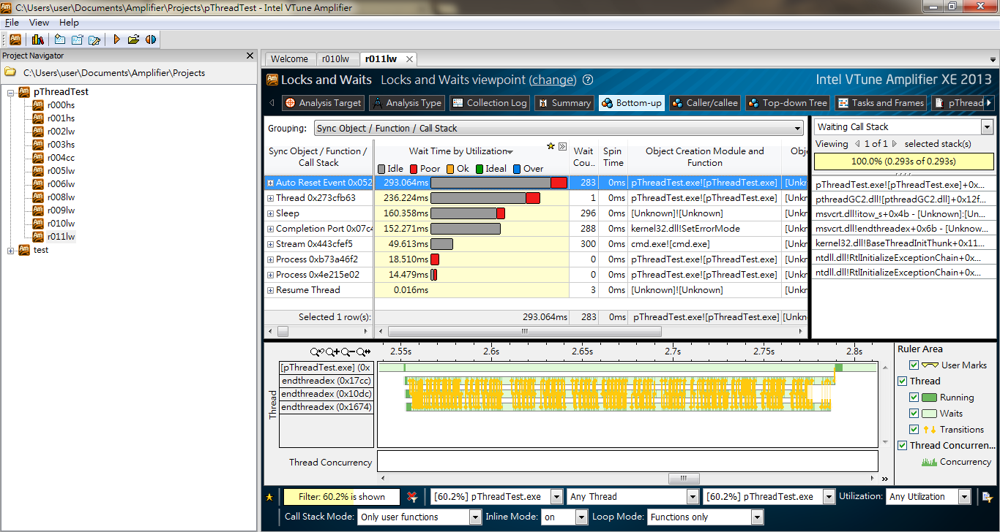 C:\Users\user\Documents\Amplifier\Projects\pThreadTest - Intel VTune Amplifier
File View Help
Project Navigator
C:\Users\user\Documents\Amplifier\Projects
pThreadTest
r000hs
r001hs
r002lw
r003hs
r004cc
r005lw
r006lw
r008lw
r009lw
r010lw
r011lw
test
Welcome r010lw r011lw
Locks and Waits Locks and Waits viewpoint (change) Intel VTune Amplifier XE 2013
Analysis Target Analysis Type Collection Log Summary Bottom-up Caller/callee Top-down Tree Tasks and Frames pThread
Grouping: Sync Object / Function / Call Stack
Sync Object / Function / Call Stack
Wait Time by Utilization
Idle Poor Ok Ideal Over
Wait Cou..
Spin Time
Object Creation Module and Function
Obje
Auto Reset Event 0x052 293.064ms 283 0ms pThreadTest.exe![pThreadTest.exe] [Unkn
Thread 0x273cfb63 236.224ms 1 0ms pThreadTest.exe![pThreadTest.exe] [Unkn
Sleep 160.358ms 296 0ms [Unknown]![Unknown] [Unkn
Completion Port 0x07c4 152.271ms 288 0ms kernel32.dll!SetErrorMode [Unkn
Stream 0x443cfef5 49.613ms 300 0ms cmd.exe![cmd.exe] [Unkn
Process 0xb73a46f2 18.510ms 0 0ms pThreadTest.exe![pThreadTest.exe] [Unkn
Process 0x4e215e02 14.479ms 0 0ms pThreadTest.exe![pThreadTest.exe] [Unkn
Resume Thread 0.016ms 3 0ms [Unknown]![Unknown] [Unkn
Selected 1 row(s): 293.064ms 283 0ms pThreadTest.exe![pThreadTest.exe] [Unkn
Waiting Call Stack
Viewing 1 of 1 selected stack(s)
100.0% (0.293s of 0.293s)
pThreadTest.exe![pThreadTest.exe]+0x...
pthreadGC2.dll![pthreadGC2.dll]+0x12f...
msvcrt.dll!itow_s+0x4b - [Unknown]:[Un...
msvcrt.dll!endthreadex+0x6b - [Unknow...
kernel32.dll!BaseThreadInitThunk+0x11...
ntdll.dll!RtlInitializeExceptionChain+0x...
ntdll.dll!RtlInitializeExceptionChain+0x...
2.55s 2.6s 2.65s 2.7s 2.75s 2.8s
Thread
[pThreadTest.exe] (0x
endthreadex (0x17cc)
endthreadex (0x10dc)
endthreadex (0x1674)
Thread Concurrency
Ruler Area
User Marks
Thread
Running
Waits
Transitions
Thread Concurren...
Concurrency
Filter: 60.2% is shown [60.2%] pThreadTest.exe Any Thread [60.2%] pThreadTest.exe Utilization: Any Utilization
Call Stack Mode: Only user functions Inline Mode: on Loop Mode: Functions only